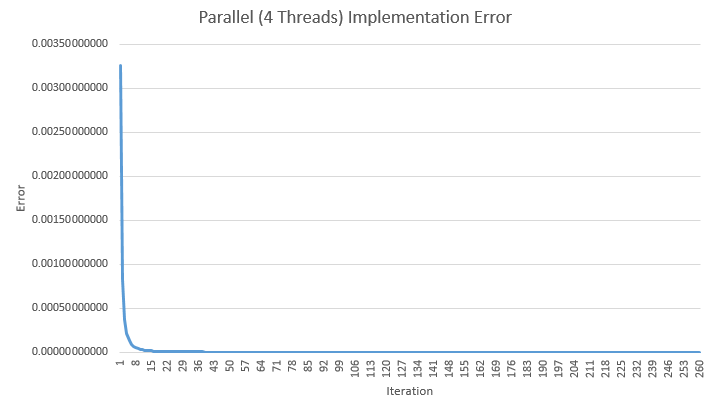 Parallel (4 Threads) Implementation Error
0.00350000000
0.00300000000
0.00250000000
0.00200000000
0.00150000000
0.00100000000
0.00050000000
0.00000000000
Error
1 8 15 22 29 36 43 50 57 64 71 78 85 92 99 106 113 120 127 134 141 148 155 162 169 176 183 190 197 204 211 218 225 232 239 246 253 260
Iteration